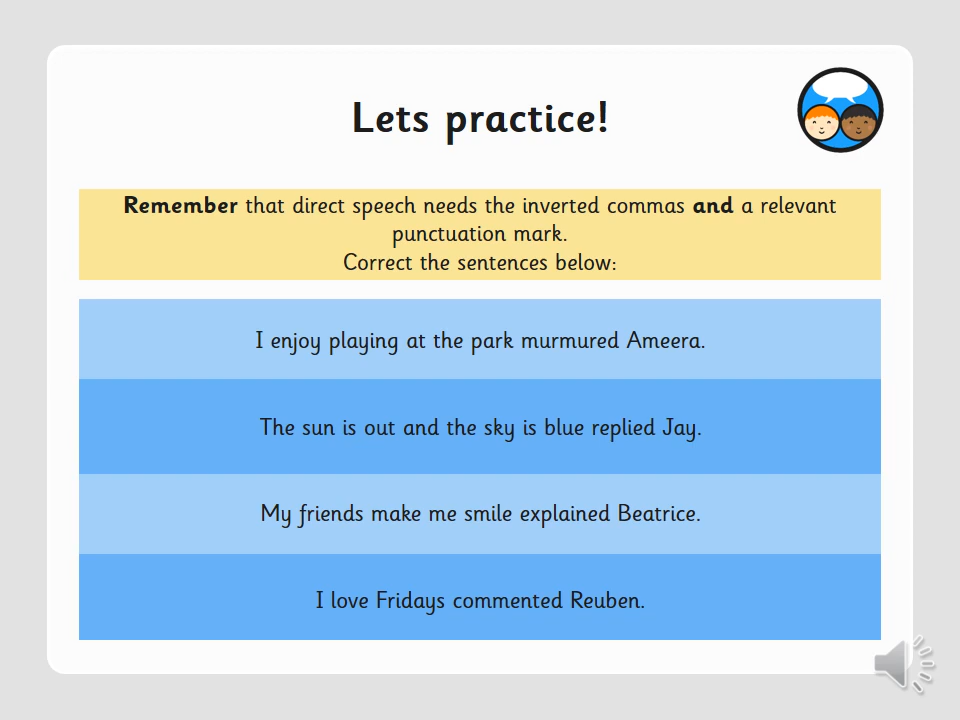 Lets practice!
Remember that direct speech needs the inverted commas and a relevant
punctuation mark.
Correct the sentences below:
I enjoy playing at the park murmured Ameera.
The sun is out and the sky is blue replied Jay.
My friends make me smile explained Beatrice.
I love Fridays commented Reuben.